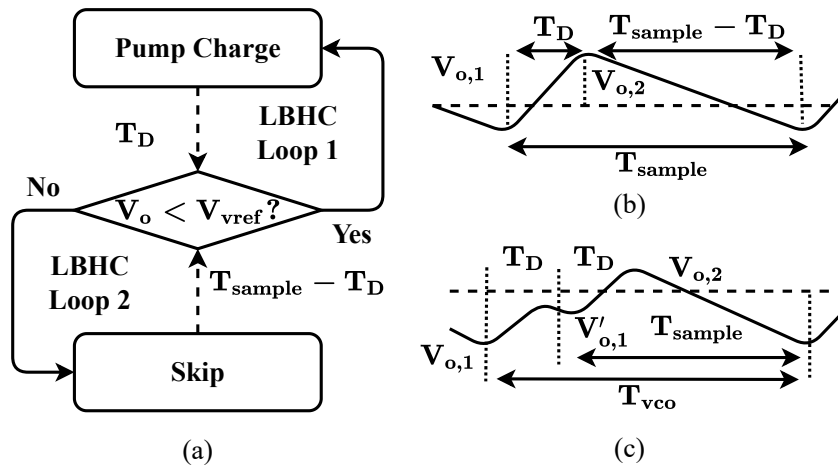 Pump Charge
T_D
LBHC
Loop 1
No
V_o < V_vref ?
Yes
LBHC
Loop 2
T_sample − T_D
Skip
(a)
T_D
T_sample − T_D
V_o,1
V_o,2
T_sample
(b)
T_D
T_D
V_o,2
V'_o,1
T_sample
V_o,1
T_vco
(c)